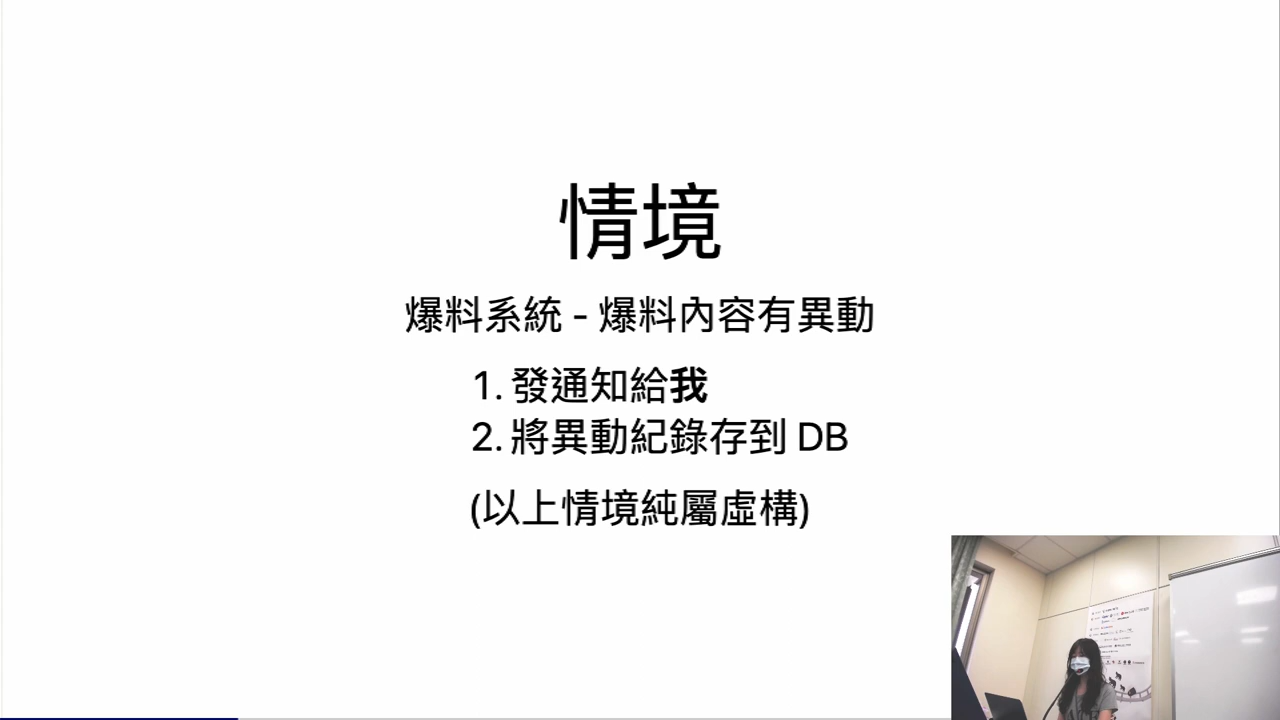 情境
爆料系統 - 爆料內容有異動
1. 發通知給我
2. 將異動紀錄存到 DB
(以上情境純屬虛構)